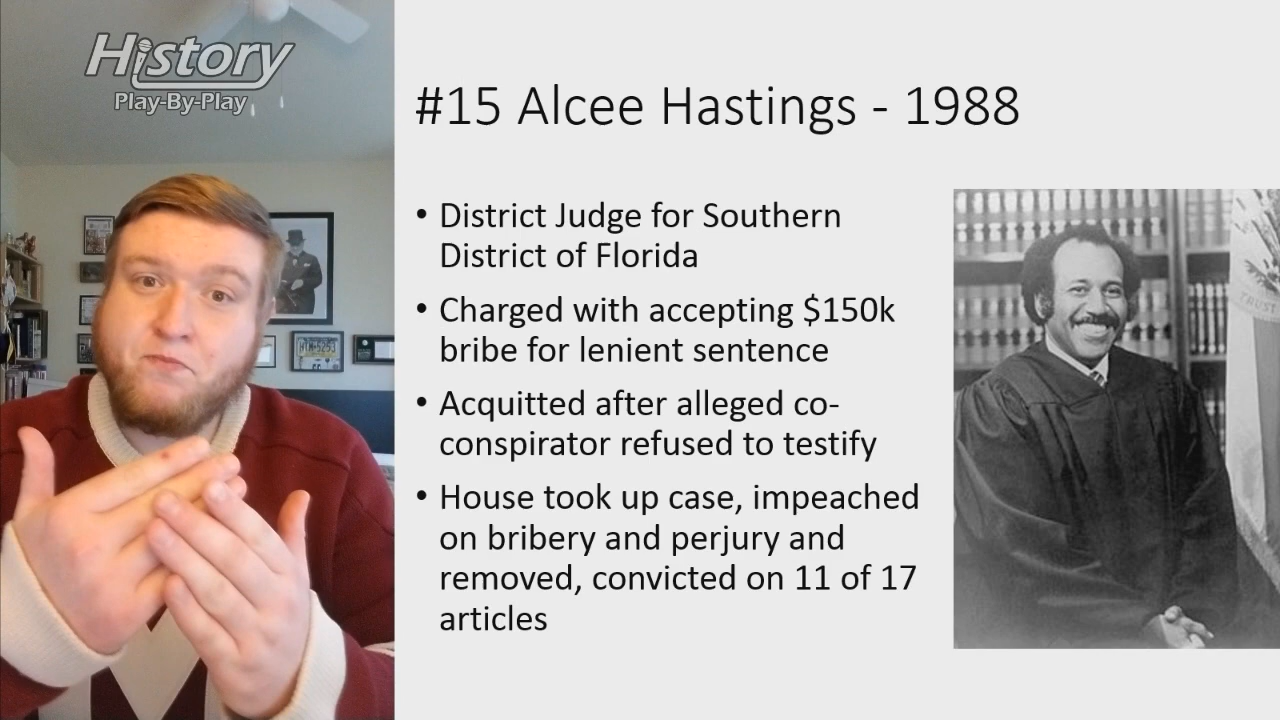 History
Play-By-Play
#15 Alcee Hastings - 1988
• District Judge for Southern
District of Florida
• Charged with accepting $150k
bribe for lenient sentence
• Acquitted after alleged co-
conspirator refused to testify
• House took up case, impeached
on bribery and perjury and
removed, convicted on 11 of 17
articles
TRUST